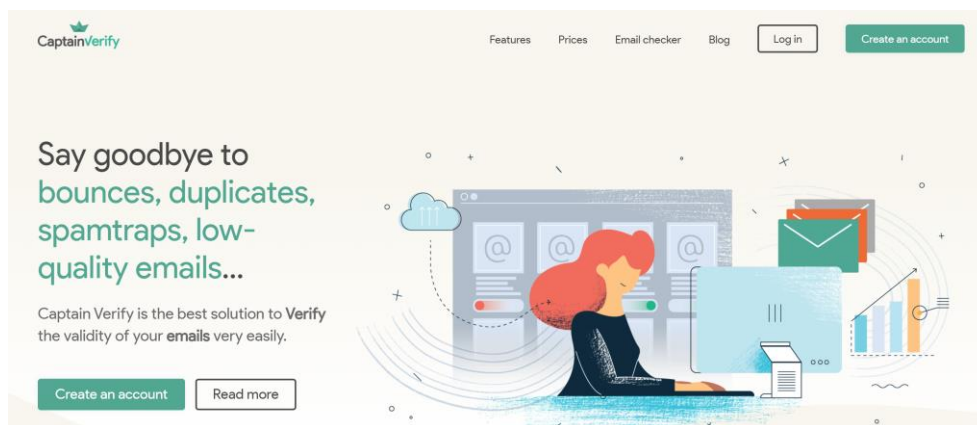 CaptainVerify
Features Prices Email checker Blog Log in Create an account
Say goodbye to
bounces, duplicates,
spamtraps, low-
quality emails...
Captain Verify is the best solution to Verify
the validity of your emails very easily.
Create an account Read more
@ @ @